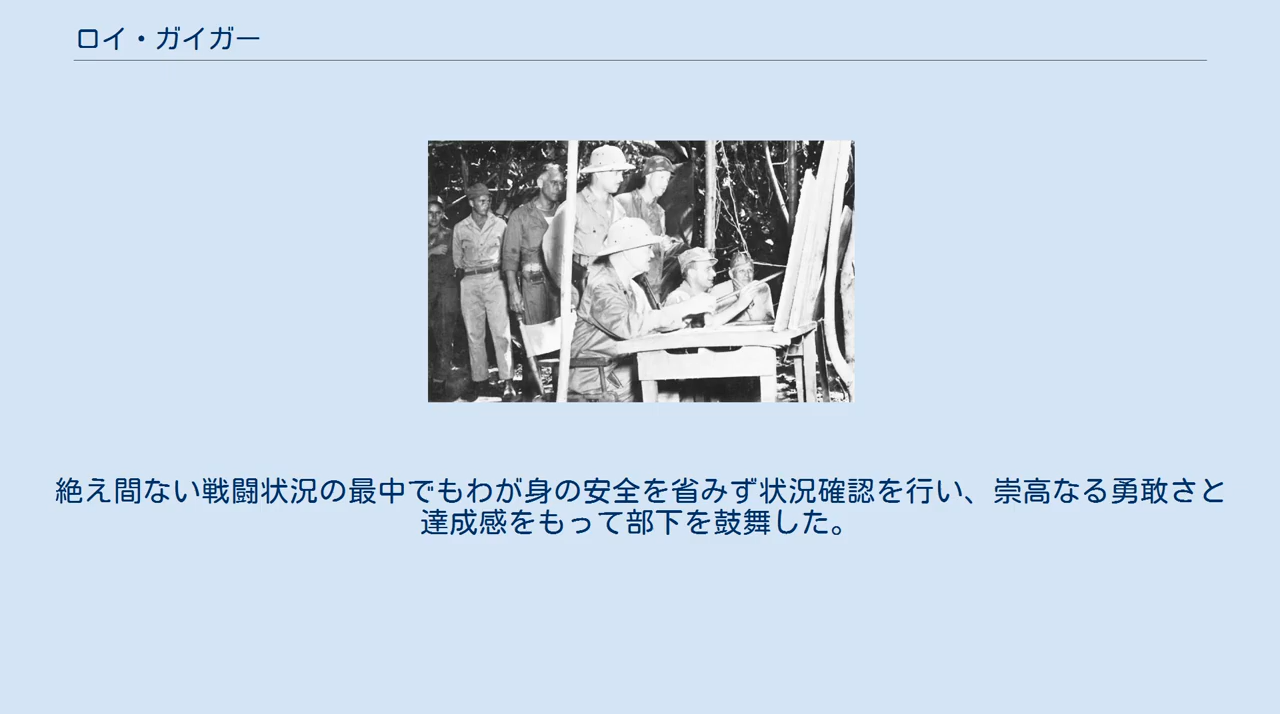 ロイ・ガイガー
絶え間ない戦闘状況の最中でもわが身の安全を省みず状況確認を行い、崇高なる勇敢さと
達成感をもって部下を鼓舞した。